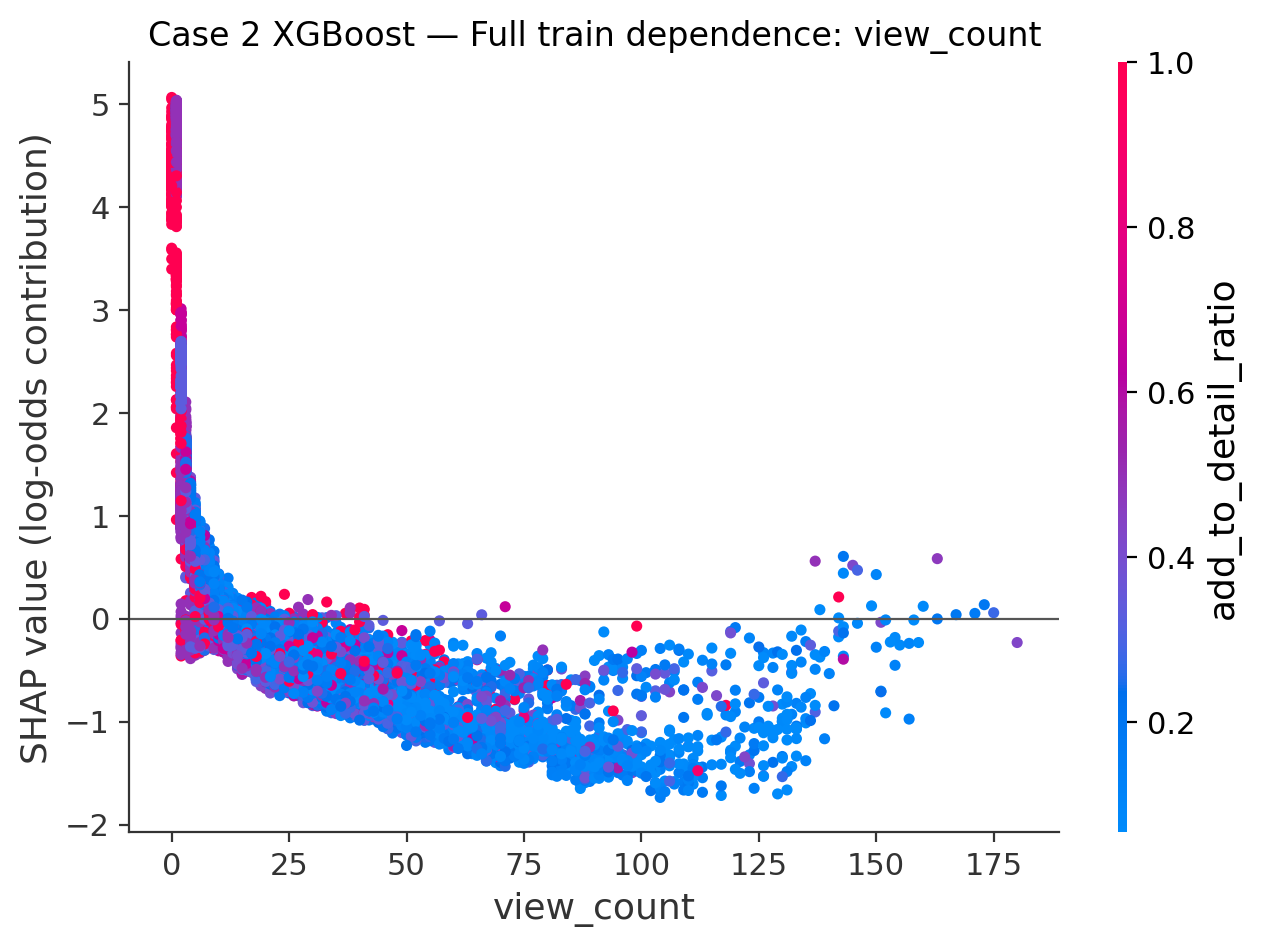 Case 2 XGBoost — Full train dependence: view_count
SHAP value (log-odds contribution)
5
4
3
2
1
0
−1
−2
0 25 50 75 100 125 150 175
view_count
1.0
0.8
0.6
0.4
0.2
add_to_detail_ratio